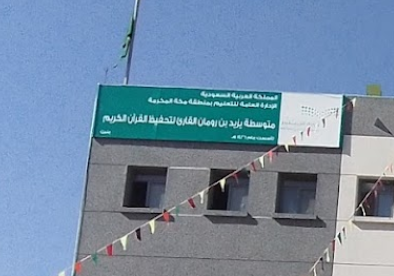 المملكة العربية السعودية
الإدارة العامة للتعليم بمنطقة مكة المكرمة
متوسطة يزيد بن رومان القارئ لتحفيظ القرآن الكريم